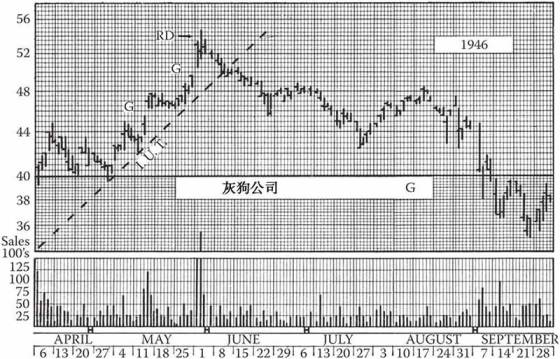 56
RD→
1946
52
G
48
G
44
I.U.T.
40
灰狗公司 G
38
36
Sales
100's
125
100
75
50
25
APRIL MAY JUNE JULY AUGUST SEPTEMBER
6 13 20 27 4 11 18 25 1 8 15 22 29 6 13 20 27 3 10 17 24 31 7 14 21 28